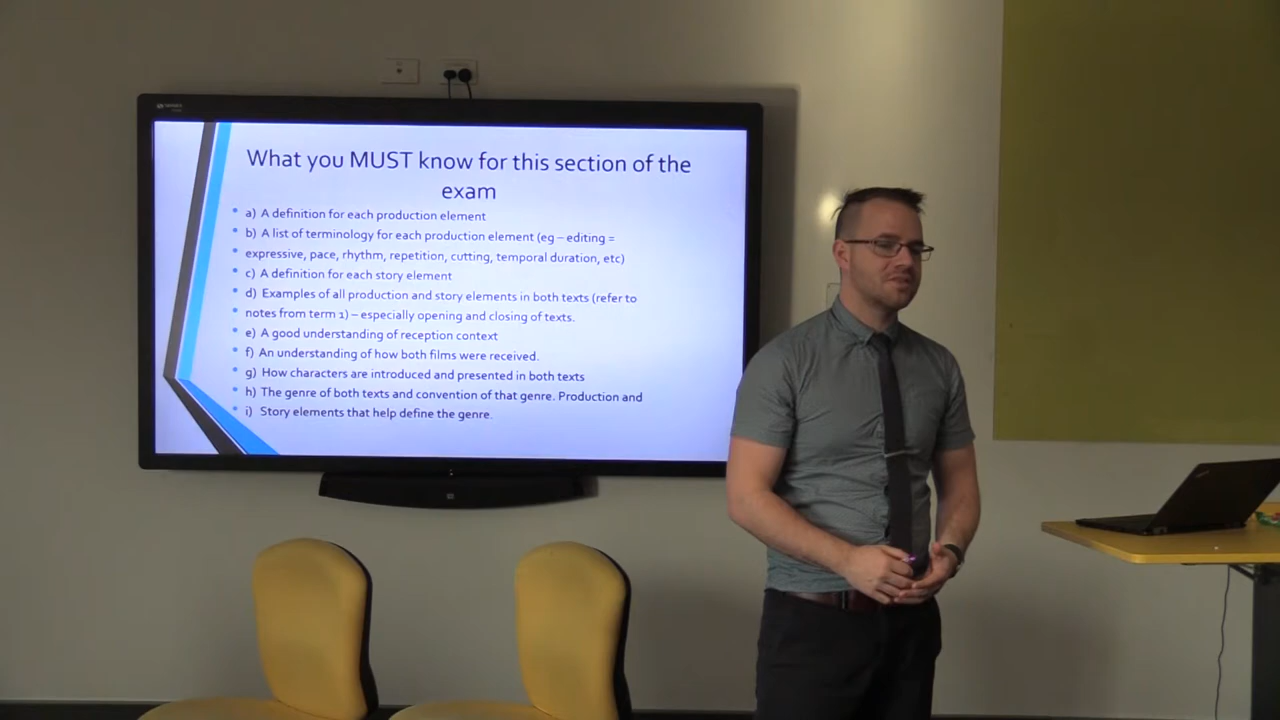 What you MUST know for this section of the
exam
a) A definition for each production element
b) A list of terminology for each production element (eg – editing =
expressive, pace, rhythm, repetition, cutting, temporal duration, etc)
c) A definition for each story element
d) Examples of all production and story elements in both texts (refer to
notes from term 1) – especially opening and closing of texts.
e) A good understanding of reception context
f) An understanding of how both films were received.
g) How characters are introduced and presented in both texts
h) The genre of both texts and convention of that genre. Production and
i) Story elements that help define the genre.